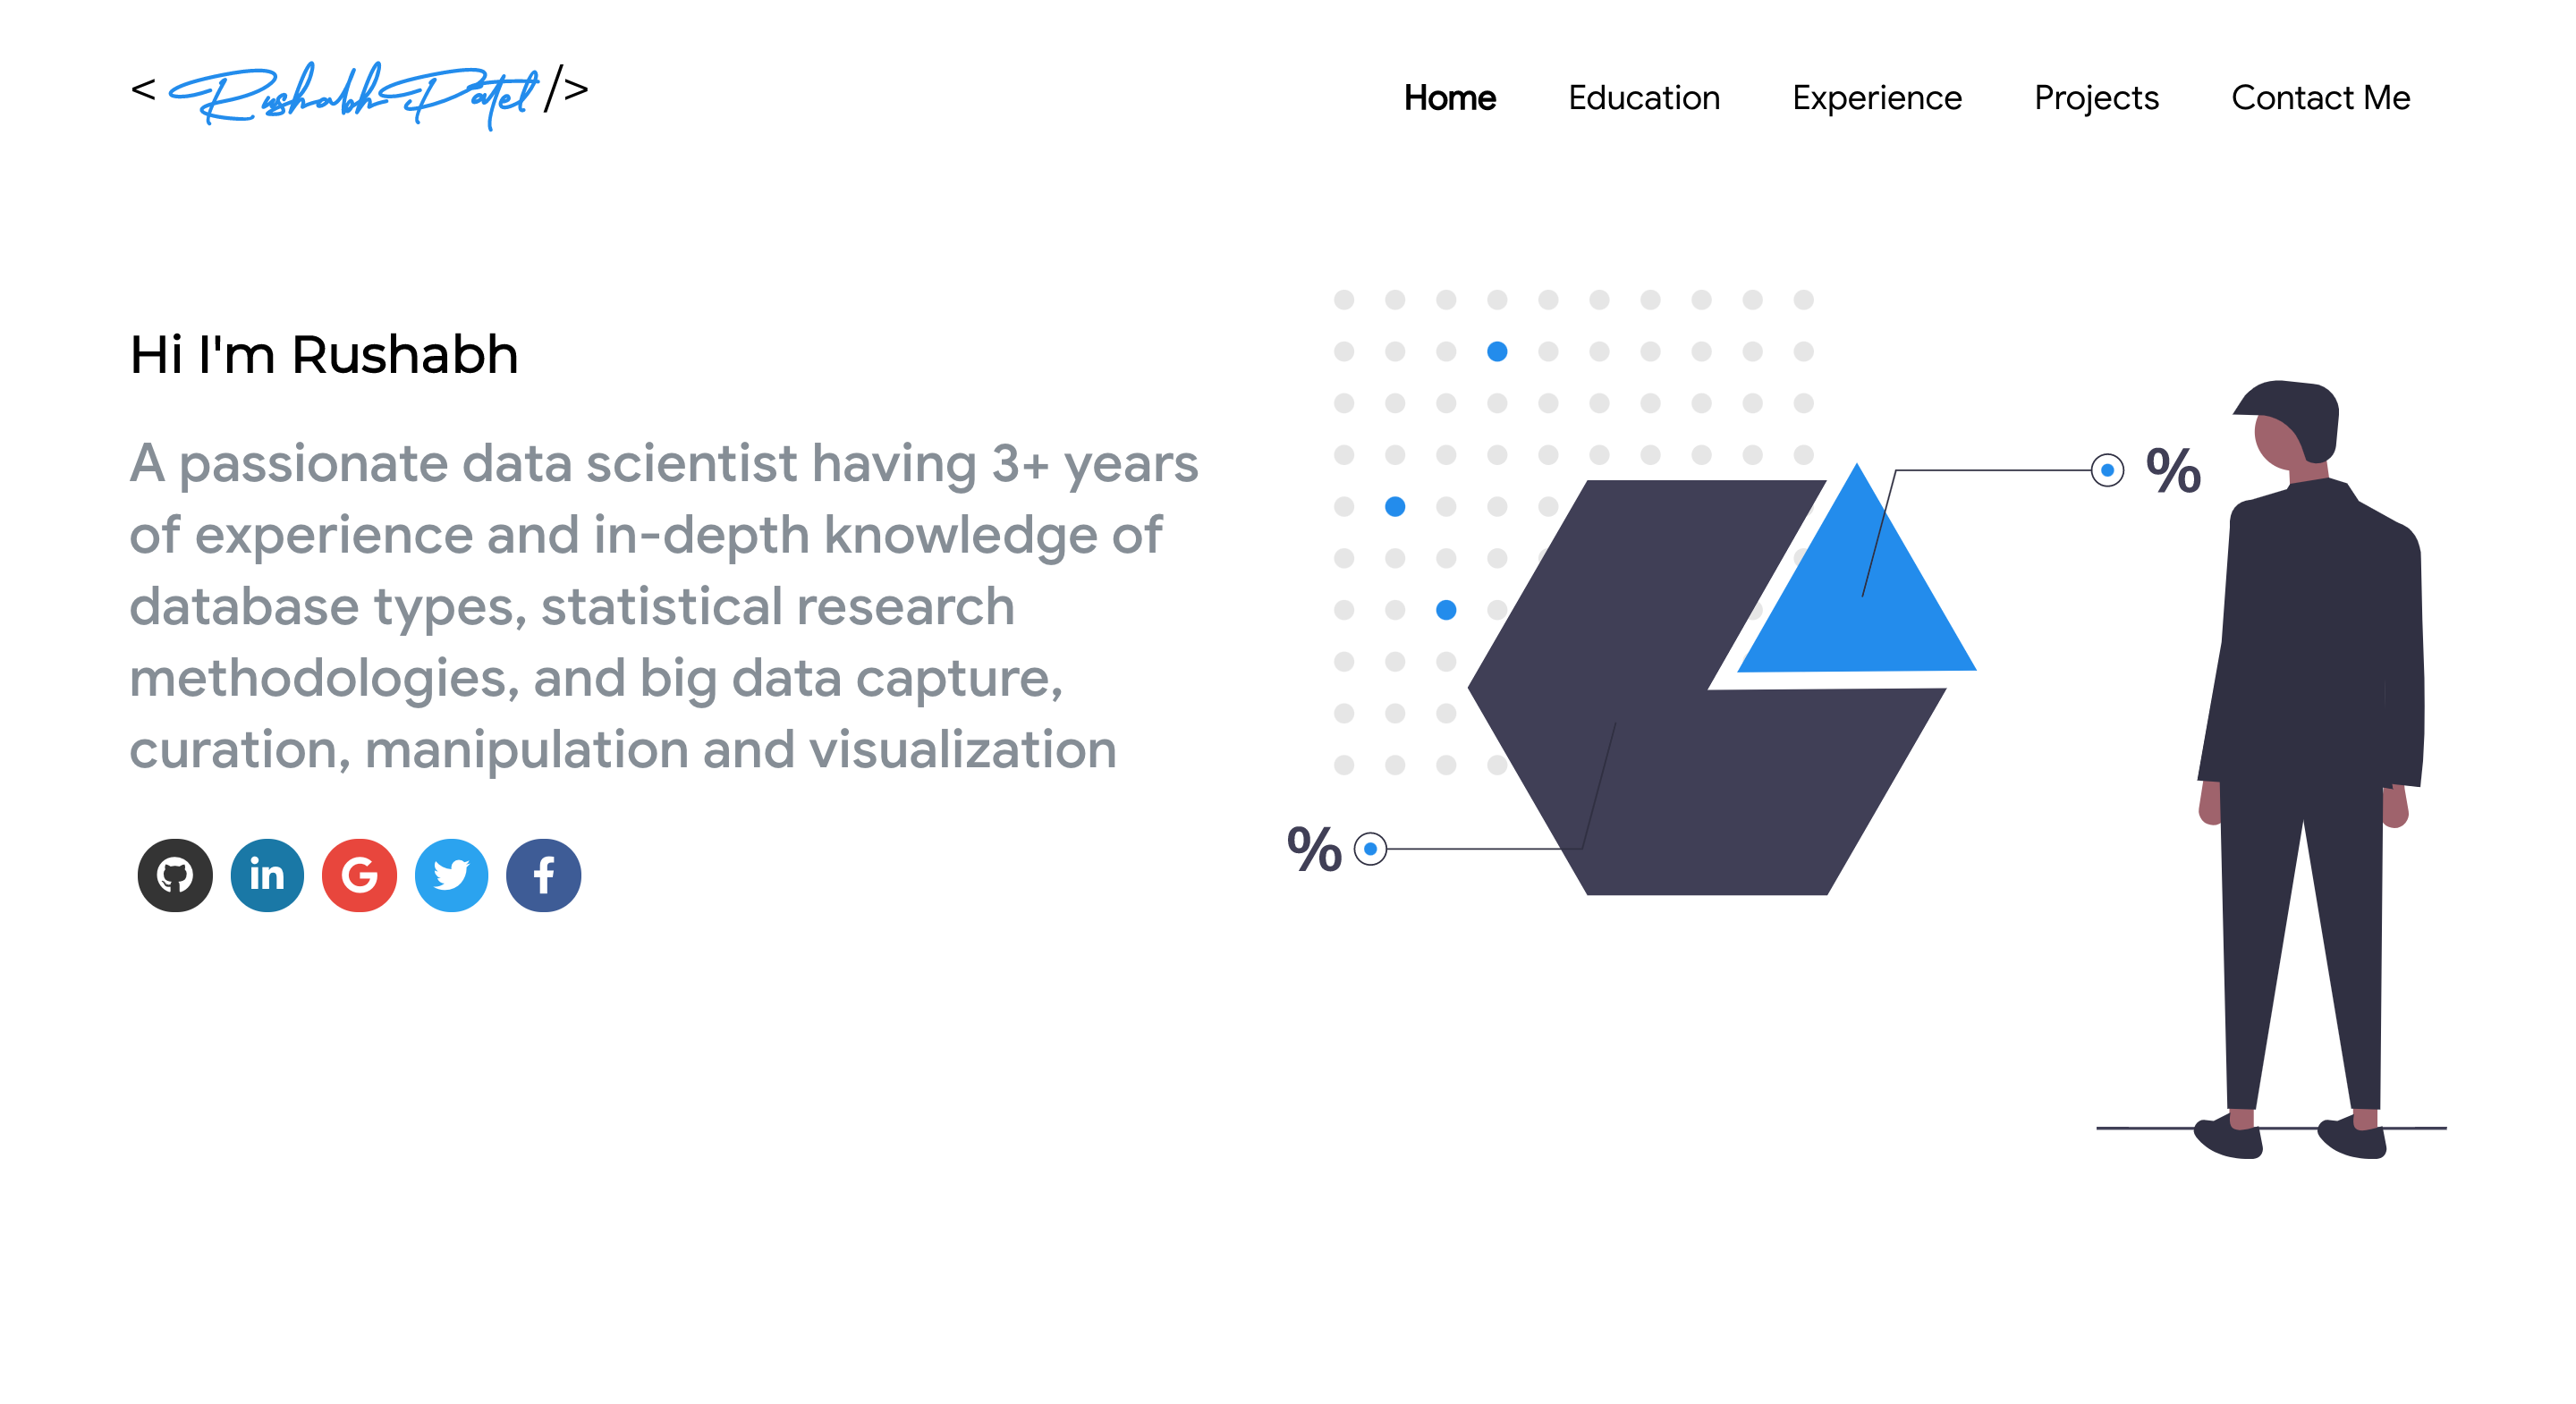 < Rushabh Patel />
Home Education Experience Projects Contact Me
Hi I'm Rushabh
A passionate data scientist having 3+ years
of experience and in-depth knowledge of
database types, statistical research
methodologies, and big data capture,
curation, manipulation and visualization
%
%